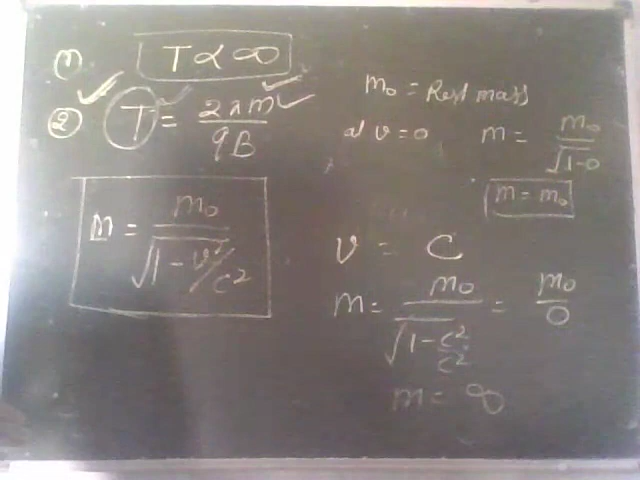 ① T ∝ ∞
② T = 2πm / qB
m = m₀ / √1 - v²/c²
m₀ = Rest mass
at v = 0 m = m₀ / √1-0
m = m₀
v = c
m = m₀ / √1 - c²/c² = m₀ / 0
m = ∞